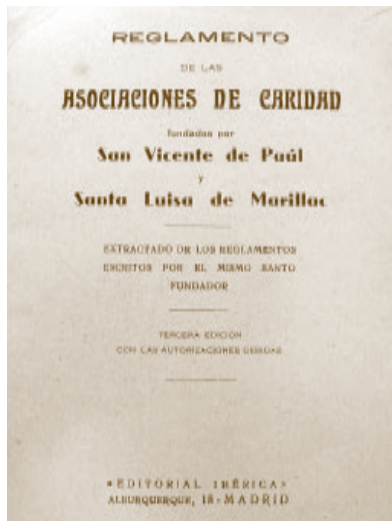 REGLAMENTO
DE LAS
ASOCIACIONES DE CARIDAD
fundadas por
San Vicente de Paúl
y
Santa Luisa de Marillac
EXTRACTADO DE LOS REGLAMENTOS
ESCRITOS POR EL MISMO SANTO
FUNDADOR
TERCERA EDICION
CON LAS AUTORIZACIONES DEBIDAS
«EDITORIAL IBÉRICA»
ALBURQUERQUE, 18 - MADRID